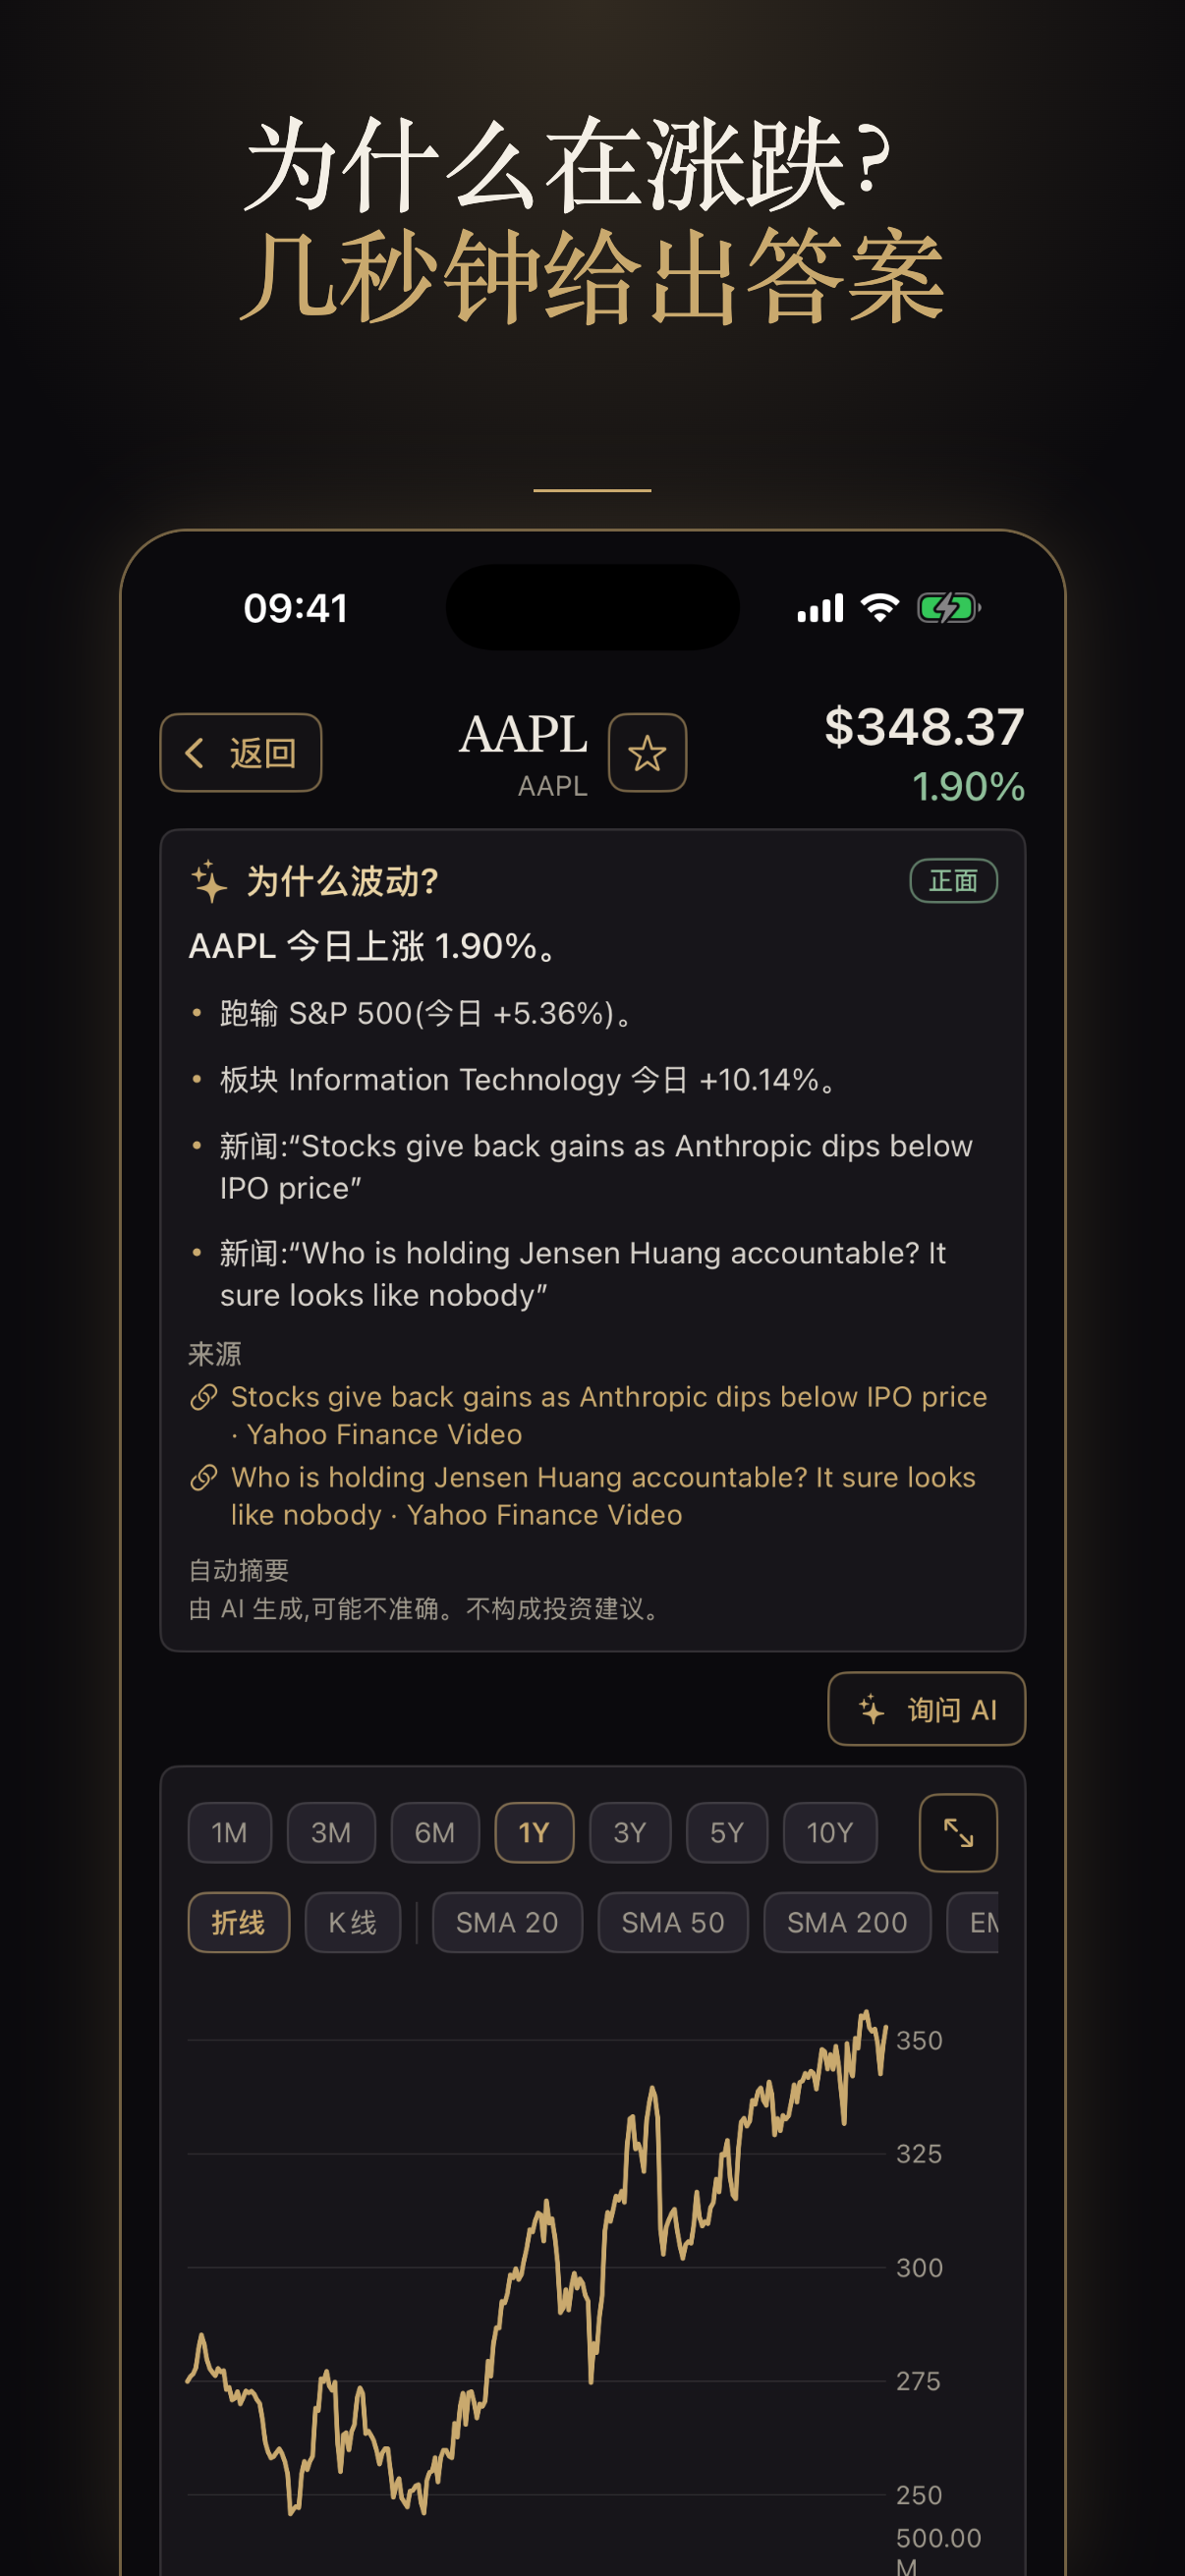 为什么在涨跌?
几秒钟给出答案
09:41
返回
AAPL
AAPL
$348.37
1.90%
为什么波动?
正面
AAPL 今日上涨 1.90%。
• 跑输 S&P 500(今日 +5.36%)。
• 板块 Information Technology 今日 +10.14%。
• 新闻:“Stocks give back gains as Anthropic dips below
IPO price”
• 新闻:“Who is holding Jensen Huang accountable? It
sure looks like nobody”
来源
Stocks give back gains as Anthropic dips below IPO price
· Yahoo Finance Video
Who is holding Jensen Huang accountable? It sure looks
like nobody · Yahoo Finance Video
自动摘要
由 AI 生成,可能不准确。不构成投资建议。
询问 AI
1M 3M 6M 1Y 3Y 5Y 10Y
折线 K 线 SMA 20 SMA 50 SMA 200 EM
350
325
300
275
250
500.00
M